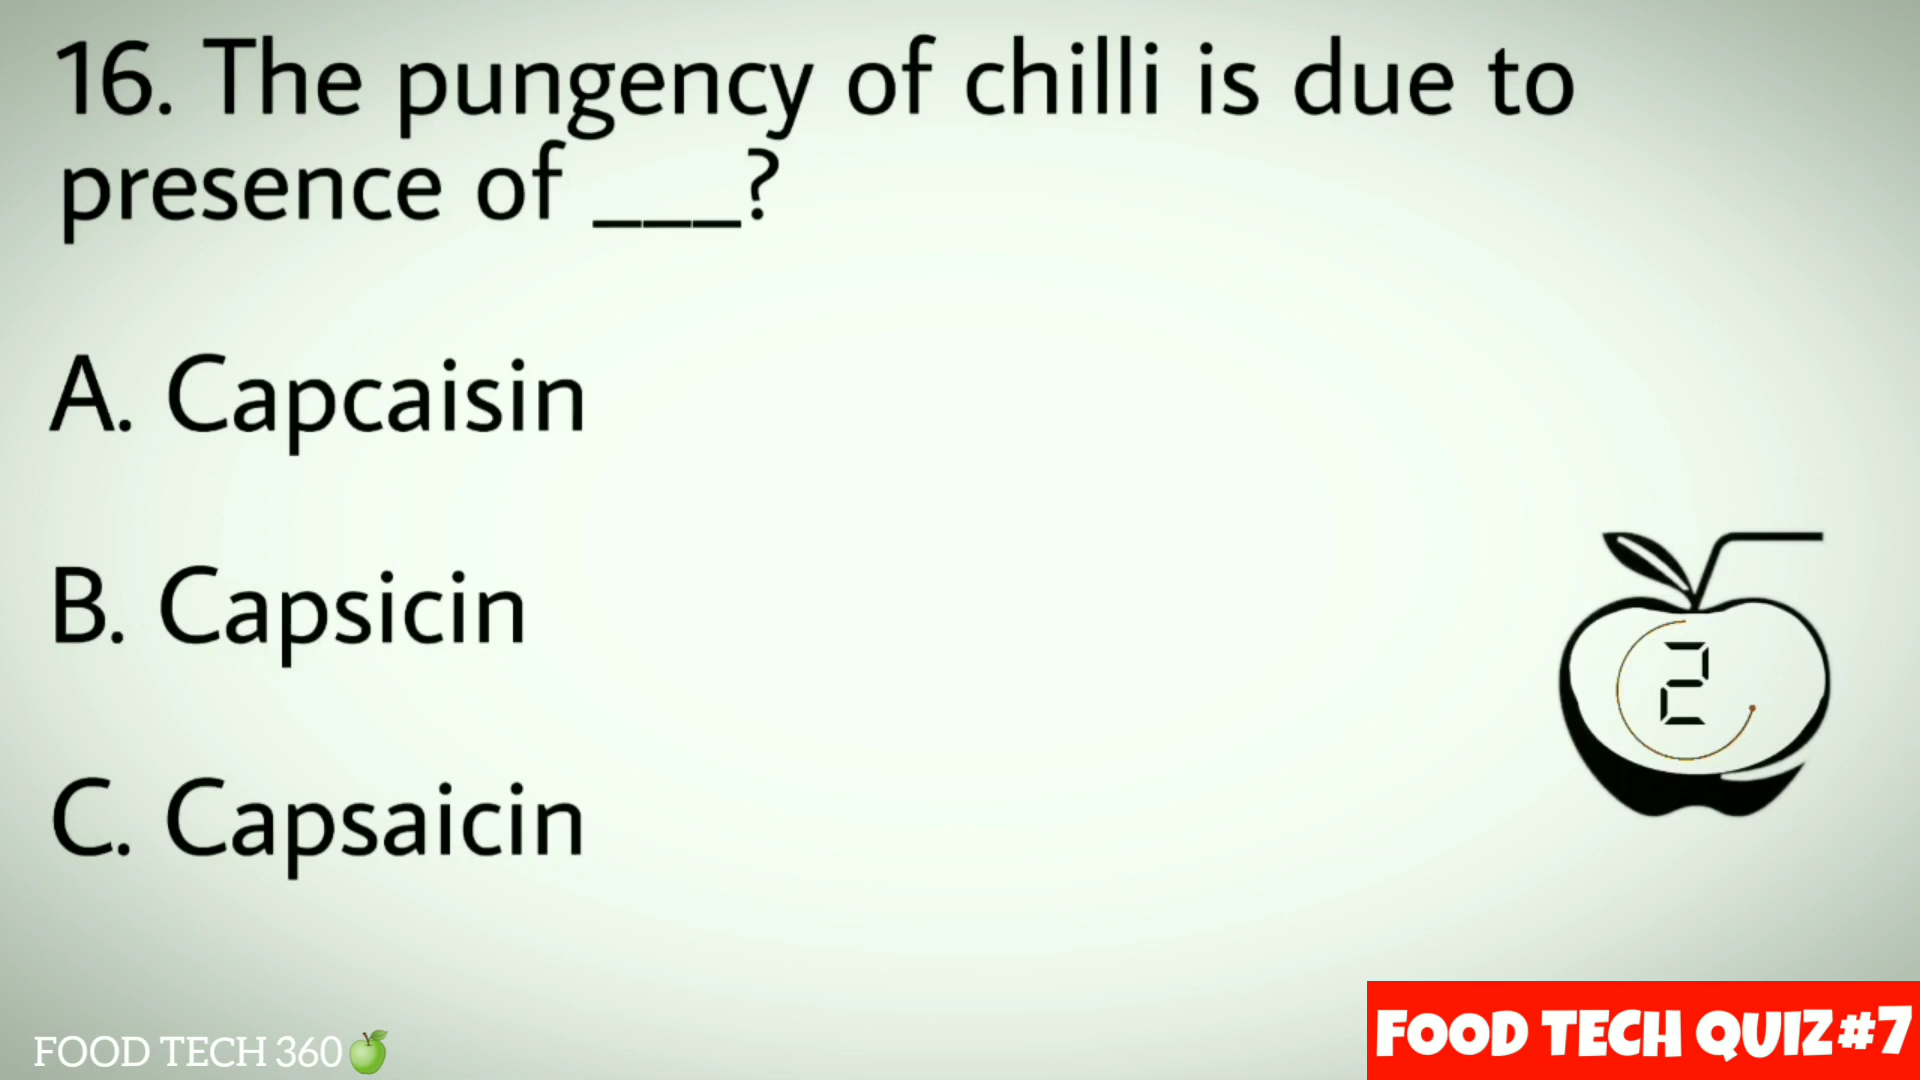 16. The pungency of chilli is due to
presence of ___?
A. Capcaisin
B. Capsicin
C. Capsaicin
2
FOOD TECH 360
FOOD TECH QUIZ#7